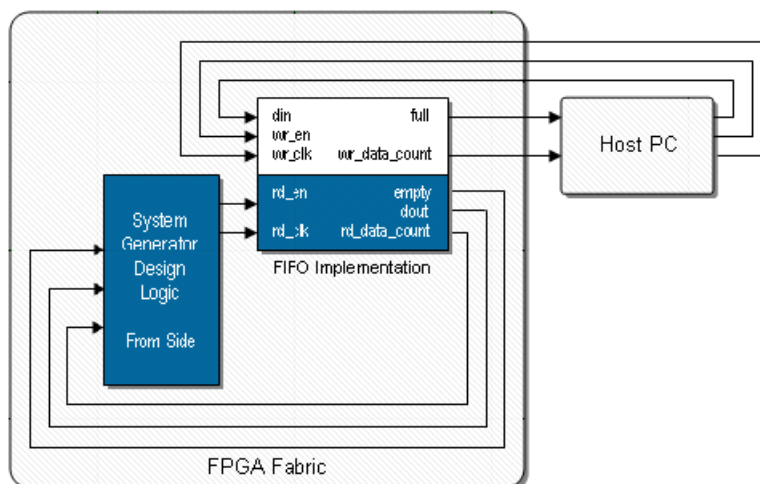 din full
wr_en
wr_clk wr_data_count
Host PC
rd_en empty
dout
rd_clk rd_data_count
System
Generator
Design
Logic
From Side
FIFO Implementation
FPGA Fabric